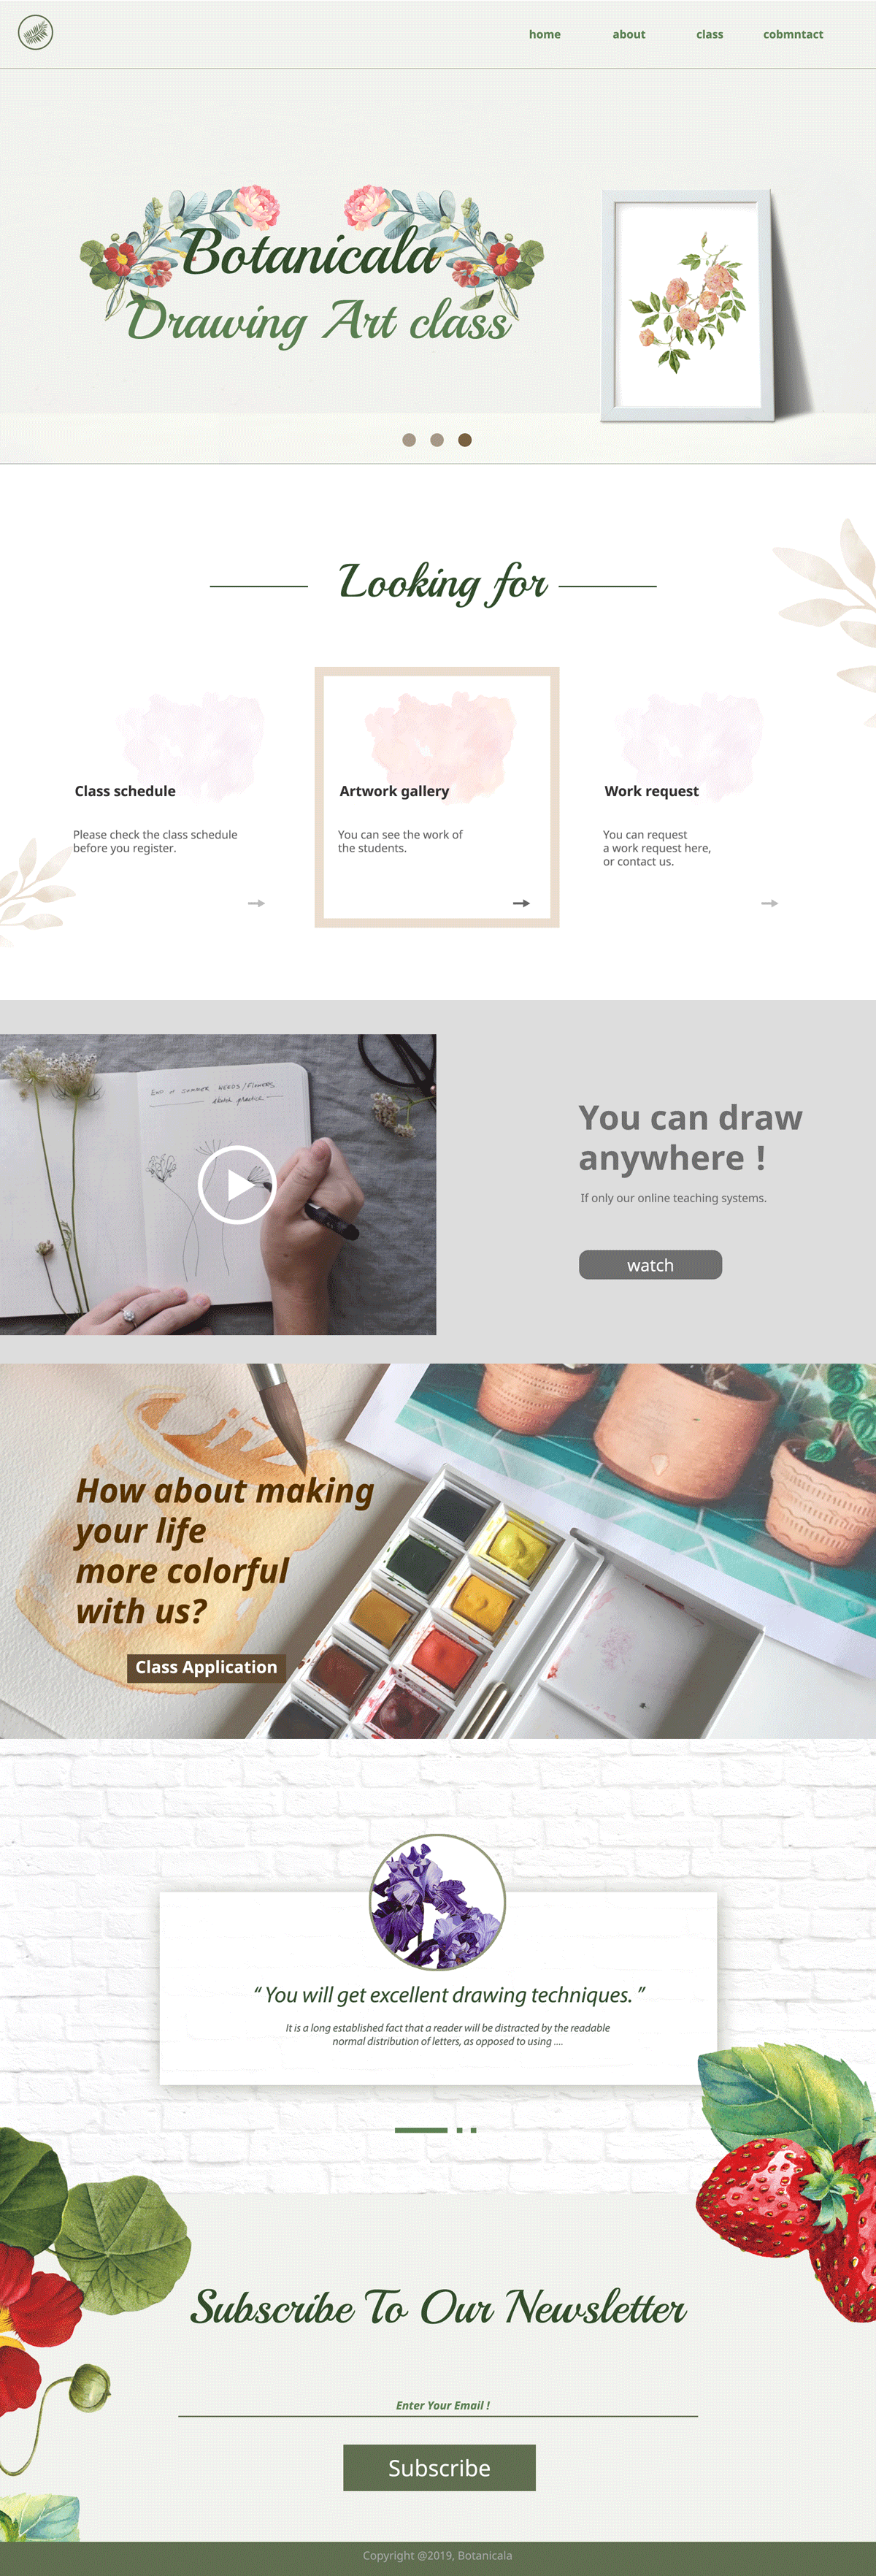 home about class cobmntact
Botanicala
Drawing Art class
Looking for
Class schedule
Please check the class schedule
before you register.
Artwork gallery
You can see the work of
the students.
Work request
You can request
a work request here,
or contact us.
END OF SUMMER WEEDS/FLOWERS
sketch practice
You can draw
anywhere !
If only our online teaching systems.
watch
How about making
your life
more colorful
with us?
Class Application
“ You will get excellent drawing techniques. ”
It is a long established fact that a reader will be distracted by the readable
normal distribution of letters, as opposed to using ....
Subscribe To Our Newsletter
Enter Your Email !
Subscribe
Copyright @2019, Botanicala